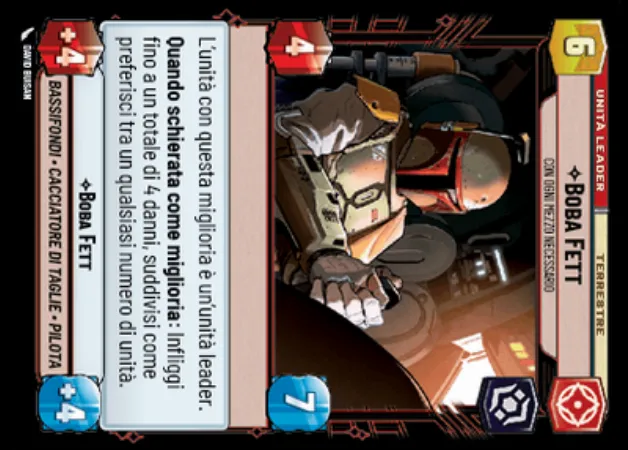 6
UNITÀ LEADER
TERRESTRE
BOBA FETT
CON OGNI MEZZO NECESSARIO
4
7
L'unità con questa miglioria è un'unità leader.
Quando schierata come miglioria: Infliggi
fino a un totale di 4 danni, suddivisi come
preferisci tra un qualsiasi numero di unità.
+4
BOBA FETT
+4
BASSIFONDI • CACCIATORE DI TAGLIE • PILOTA
DAVID BUISAN